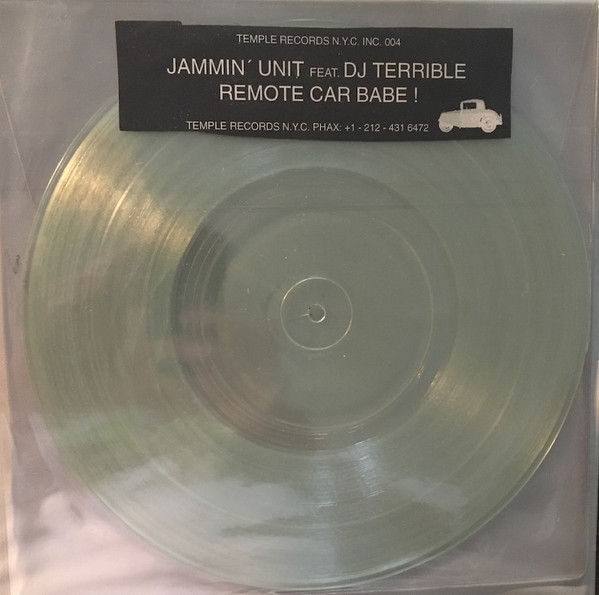 TEMPLE RECORDS N.Y.C. INC. 004
JAMMIN´ UNIT FEAT. DJ TERRIBLE
REMOTE CAR BABE !
TEMPLE RECORDS N.Y.C. PHAX: +1 - 212 - 431 6472